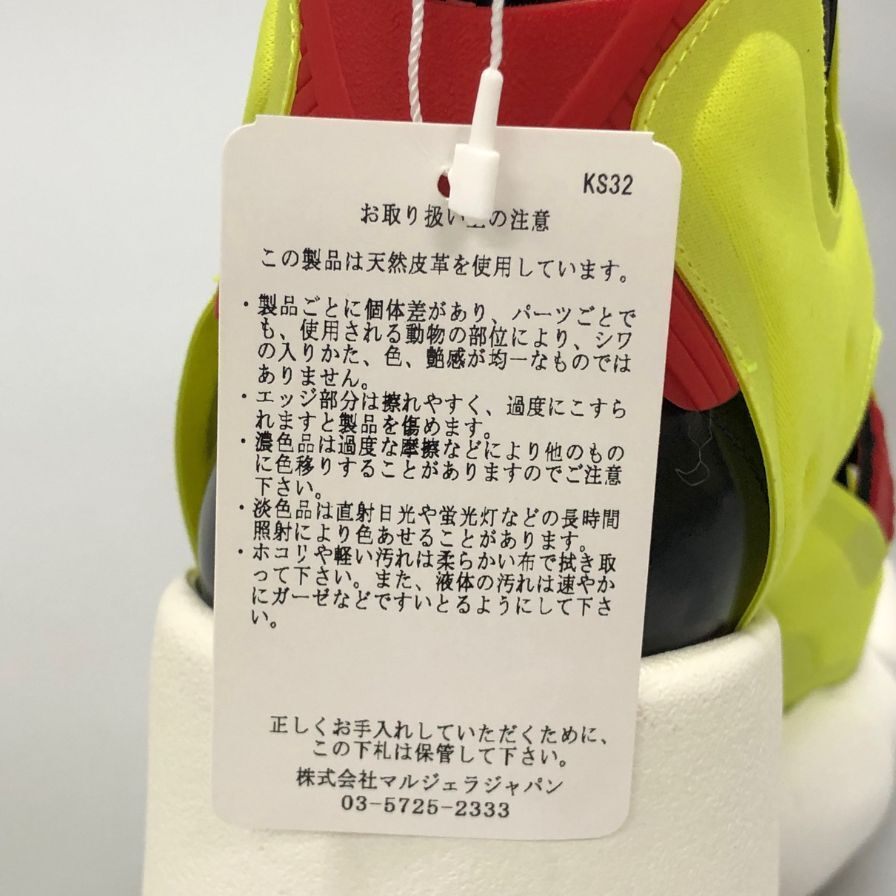 KS32
お取り扱い上の注意
この製品は天然皮革を使用しています。
・製品ごとに個体差があり、パーツごとで
も、使用される動物の部位により、シワ
の入りかた、色、艶感が均一なものでは
ありません。
・エッジ部分は擦れやすく、過度にこすら
れますと製品を傷めます。
・濃色品は過度な摩擦などにより他のもの
に色移りすることがありますのでご注意
下さい。
・淡色品は直射日光や蛍光灯などの長時間
照射により色あせることがあります。
・ホコリや軽い汚れは柔らかい布で拭き取
って下さい。また、液体の汚れは速やか
にガーゼなどですいとるようにして下さ
い。
正しくお手入れしていただくために、
この下札は保管して下さい。
株式会社マルジェラジャパン
03-5725-2333